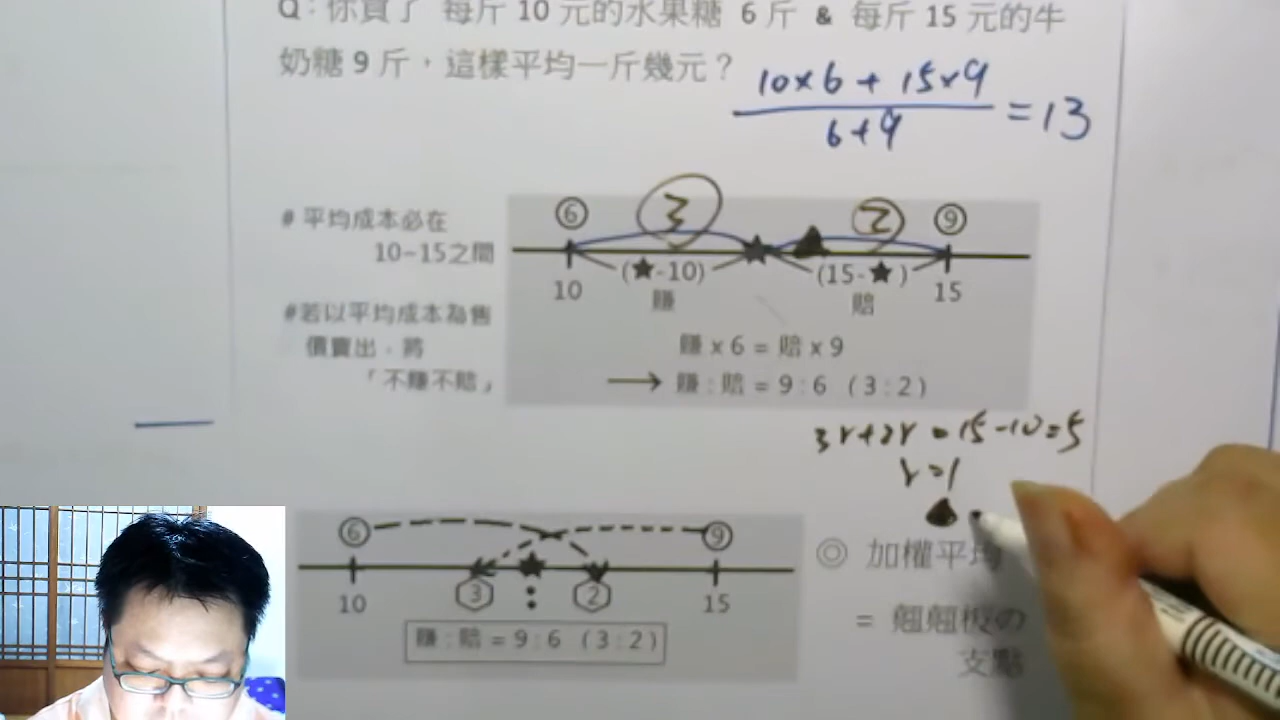 Q：你買了 每斤 10 元的水果糖 6 斤 & 每斤 15 元的牛
奶糖 9 斤，這樣平均一斤幾元？
10×6 + 15×9
6+9
=13
# 平均成本必在
10-15之間
⑥ 3 2 ⑨
(★-10) (15-★)
10 賺 賠 15
#若以平均成本為售
價賣出，將
「不賺不賠」
賺 x 6 = 賠 x 9
→ 賺：賠 = 9：6 （3：2）
3r+2r = 15-10=5
r=1
⑥ ⑨
10 3 2 15
賺：賠 = 9：6 （3：2）
◎ 加權平均
= 翹翹板の
支點